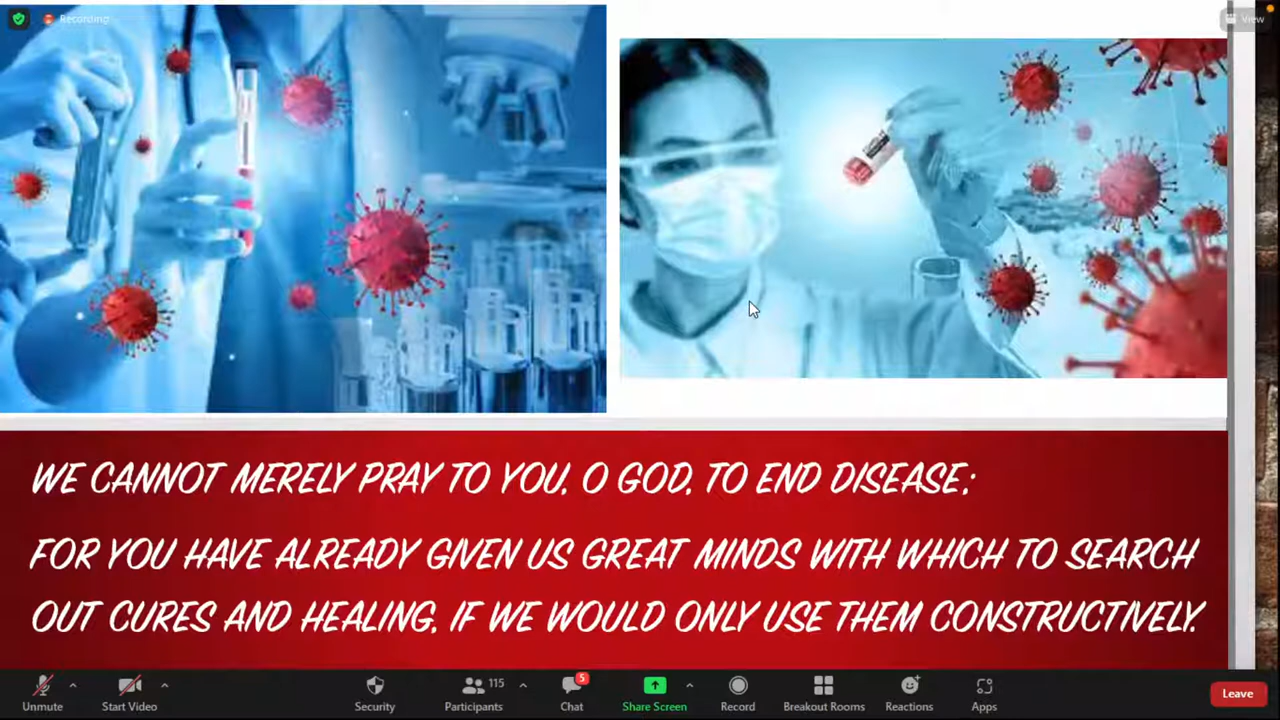 Recording
View
WE CANNOT MERELY PRAY TO YOU, O GOD, TO END DISEASE;
FOR YOU HAVE ALREADY GIVEN US GREAT MINDS WITH WHICH TO SEARCH
OUT CURES AND HEALING, IF WE WOULD ONLY USE THEM CONSTRUCTIVELY.
115
5
Unmute
Start Video
Security
Participants
Chat
Share Screen
Record
Breakout Rooms
Reactions
Apps
Leave